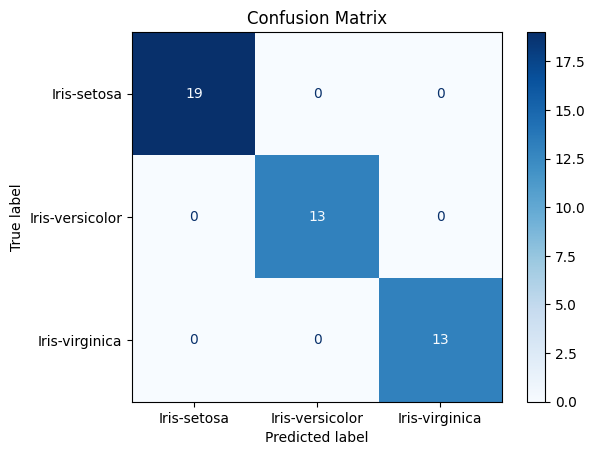 Confusion Matrix
True label
Iris-setosa
Iris-versicolor
Iris-virginica
19 0 0
0 13 0
0 0 13
Iris-setosa Iris-versicolor Iris-virginica
Predicted label
17.5
15.0
12.5
10.0
7.5
5.0
2.5
0.0